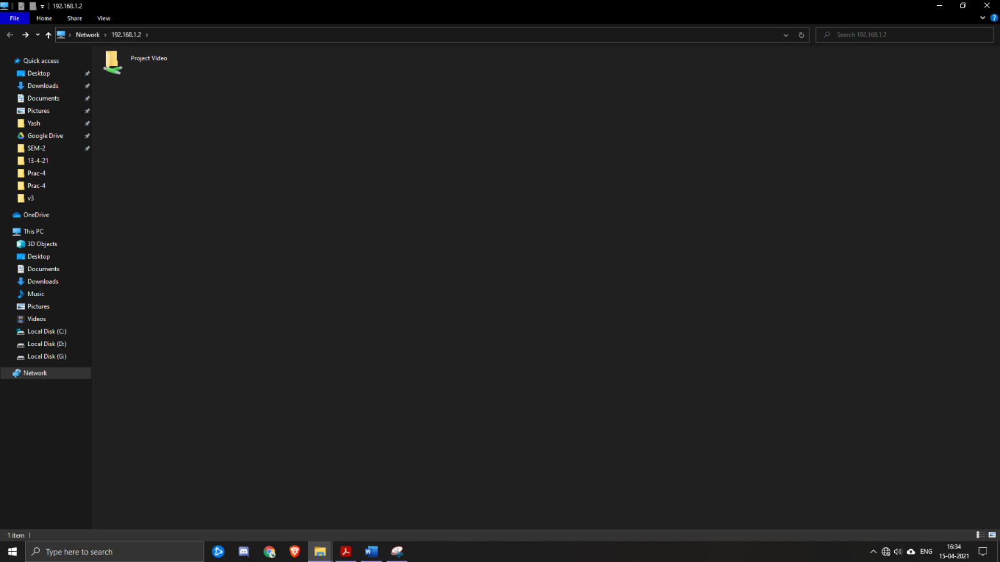 192.168.1.2
File Home Share View
Network 192.168.1.2
Search 192.168.1.2
Quick access
Desktop
Downloads
Documents
Pictures
Yash
Google Drive
SEM-2
13-4-21
Prac-4
Prac-4
v3
OneDrive
This PC
3D Objects
Desktop
Documents
Downloads
Music
Pictures
Videos
Local Disk (C:)
Local Disk (D:)
Local Disk (G:)
Network
Project VIdeo
1 item
Type here to search
ENG
16:34
15-04-2021